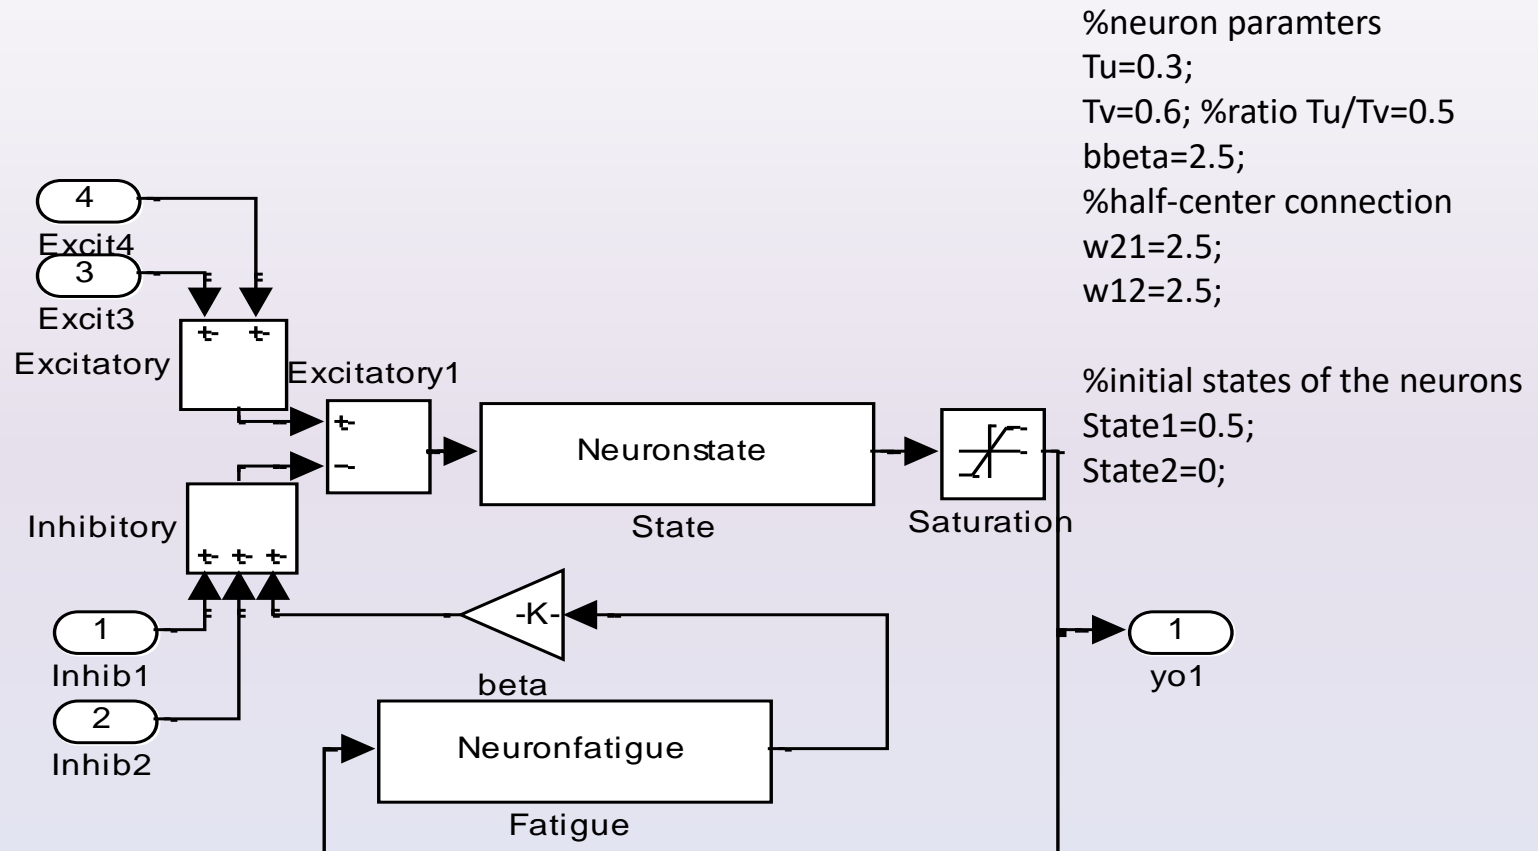 %neuron paramters
Tu=0.3;
Tv=0.6; %ratio Tu/Tv=0.5
bbeta=2.5;
%half-center connection
w21=2.5;
w12=2.5;
%initial states of the neurons
State1=0.5;
State2=0;
4
Excit4
3
Excit3
Excitatory
Excitatory1
+
−
Neuronstate
State
Saturation
Inhibitory
+ + +
1
Inhib1
2
Inhib2
-K-
beta
Neuronfatigue
Fatigue
1
yo1